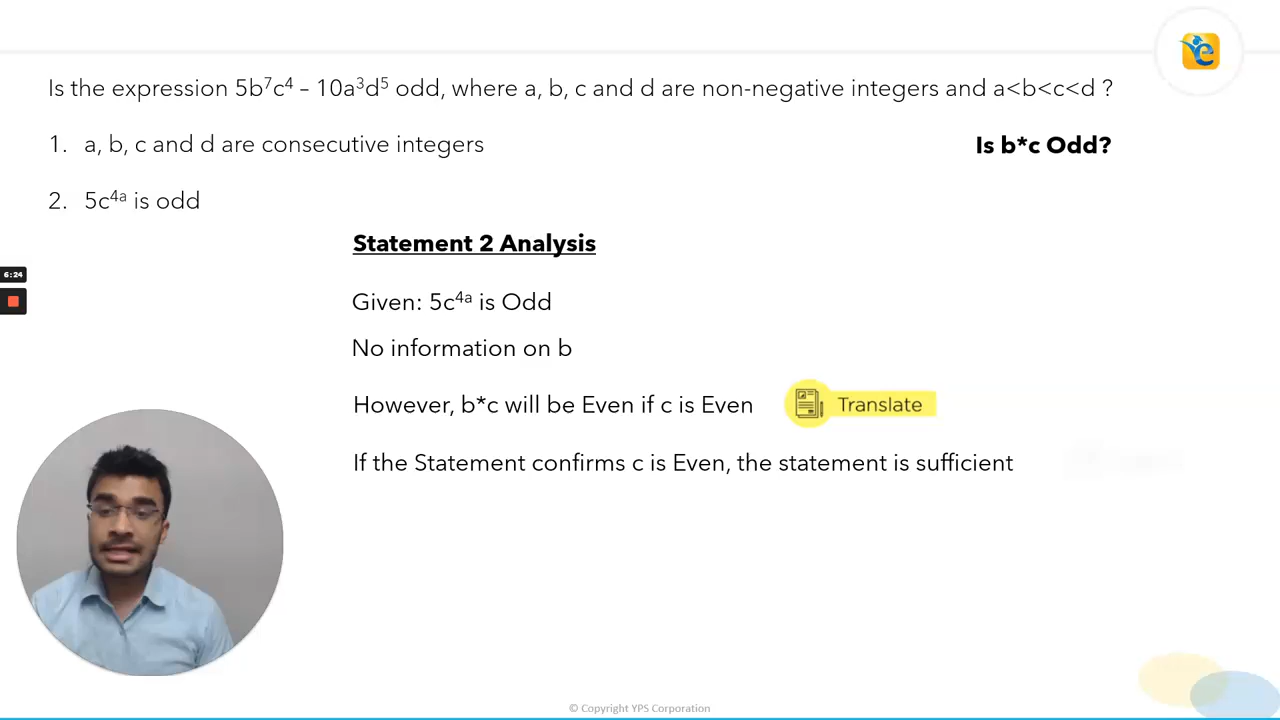 Is the expression 5b⁷c⁴ – 10a³d⁵ odd, where a, b, c and d are non-negative integers and a<b<c<d ?
1. a, b, c and d are consecutive integers
Is b*c Odd?
2. 5c⁴ᵃ is odd
Statement 2 Analysis
6:24
Given: 5c⁴ᵃ is Odd
No information on b
However, b*c will be Even if c is Even
Translate
If the Statement confirms c is Even, the statement is sufficient
© Copyright YPS Corporation